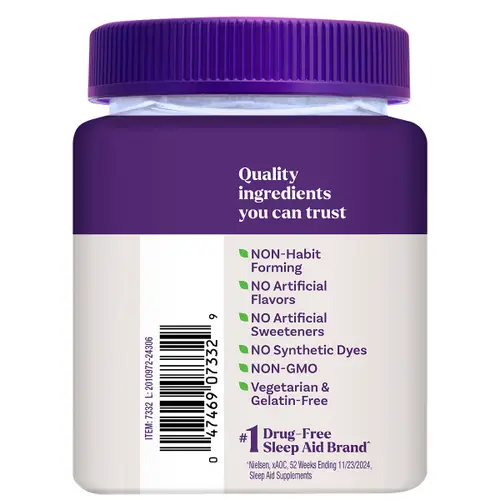 Quality
ingredients
you can trust
NON-Habit
Forming
NO Artificial
Flavors
NO Artificial
Sweeteners
NO Synthetic Dyes
NON-GMO
Vegetarian &
Gelatin-Free
#1 Drug-Free
Sleep Aid Brand*
*Nielsen, xAOC, 52 Weeks Ending 11/23/2024,
Sleep Aid Supplements
ITEM: 7332 L: 2010972-24306
0 47469 07332 9